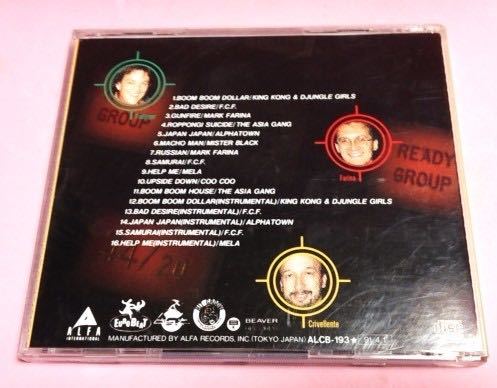 GROUP
1.BOOM BOOM DOLLAR/KING KONG & DJUNGLE GIRLS
2.BAD DESIRE/F.C.F.
3.GUNFIRE/MARK FARINA
4.ROPPONGI SUICIDE/THE ASIA GANG
5.JAPAN JAPAN/ALPHATOWN
6.MACHO MAN/MISTER BLACK
7.RUSSIAN/MARK FARINA
8.SAMURAI/F.C.F.
9.HELP ME/MELA
10.UPSIDE DOWN/COO COO
11.BOOM BOOM HOUSE/THE ASIA GANG
12.BOOM BOOM DOLLAR(INSTRUMENTAL)/KING KONG & DJUNGLE GIRLS
13.BAD DESIRE(INSTRUMENTAL)/F.C.F.
14.JAPAN JAPAN(INSTRUMENTAL)/ALPHATOWN
15.SAMURAI(INSTRUMENTAL)/F.C.F.
16.HELP ME(INSTRUMENTAL)/MELA
Farina
READY
GROUP
Crivellente
ALFA
INTERNATIONAL
EUROBEAT
BEAVER
MANUFACTURED BY ALFA RECORDS, INC.(TOKYO JAPAN) ALCB-193★